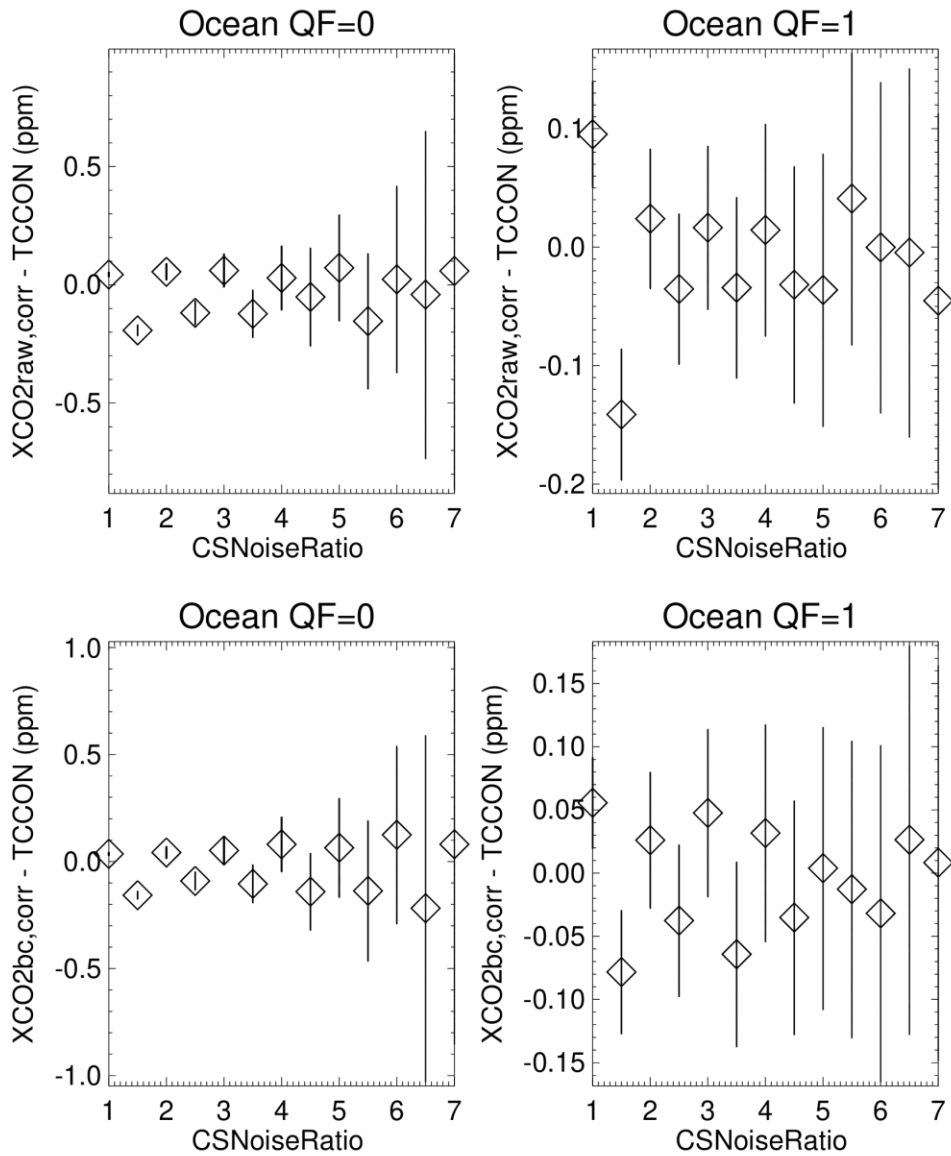 Ocean QF=0
XCO2raw,corr - TCCON (ppm)
0.5
0.0
-0.5
1 2 3 4 5 6 7
CSNoiseRatio
Ocean QF=1
XCO2raw,corr - TCCON (ppm)
0.1
0.0
-0.1
-0.2
1 2 3 4 5 6 7
CSNoiseRatio
Ocean QF=0
XCO2bc,corr - TCCON (ppm)
1.0
0.5
0.0
-0.5
-1.0
1 2 3 4 5 6 7
CSNoiseRatio
Ocean QF=1
XCO2bc,corr - TCCON (ppm)
0.15
0.10
0.05
0.00
-0.05
-0.10
-0.15
1 2 3 4 5 6 7
CSNoiseRatio